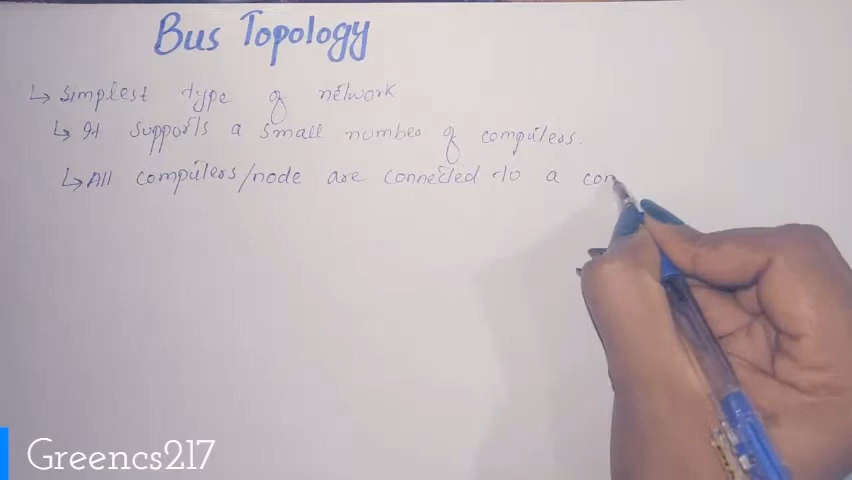 Bus Topology
↳ Simplest type of network
↳ It supports a small number of computers.
↳ All computers/node are connected to a com
Greencs217